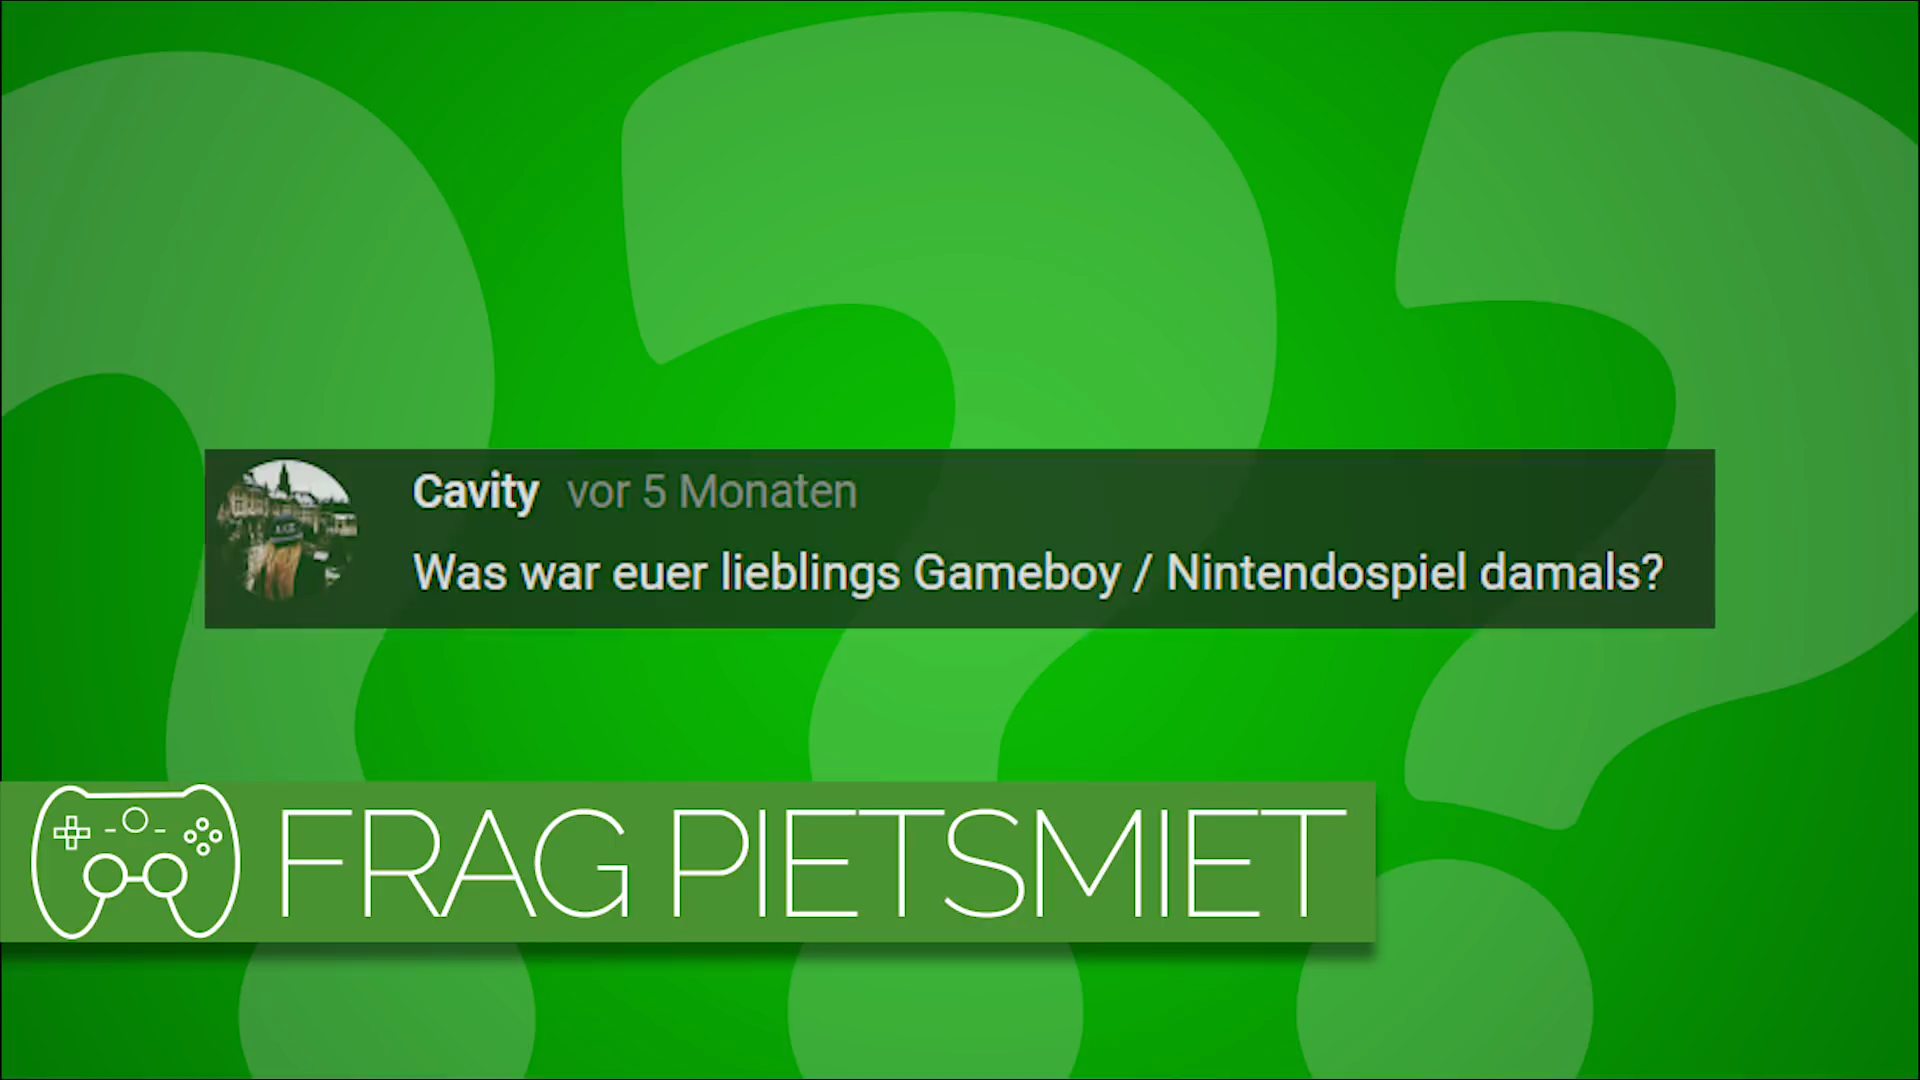 Cavity vor 5 Monaten
Was war euer lieblings Gameboy / Nintendospiel damals?
FRAG PIETSMIET